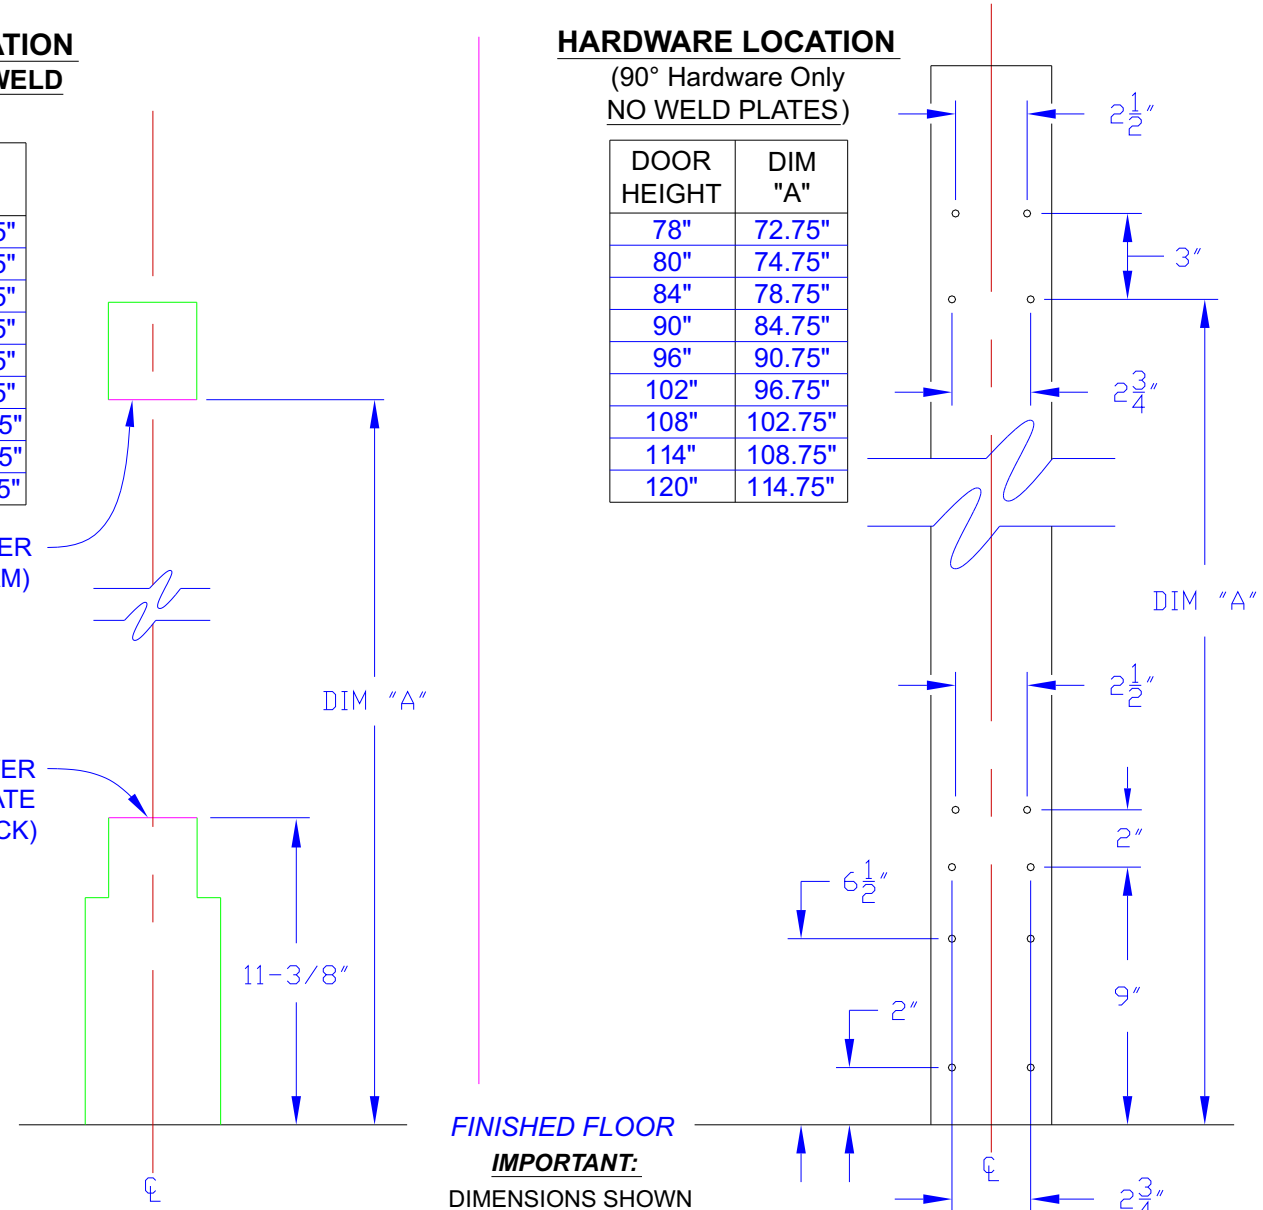 ATION
WELD
5"
5"
5"
5"
5"
5"
5"
5"
5"
ER
AM)
DIM "A"
ER
ATE
CK)
11-3/8"
℄
HARDWARE LOCATION
(90° Hardware Only
NO WELD PLATES)
DOOR HEIGHT DIM "A"
78" 72.75"
80" 74.75"
84" 78.75"
90" 84.75"
96" 90.75"
102" 96.75"
108" 102.75"
114" 108.75"
120" 114.75"
2 1/2"
3"
2 3/4"
DIM "A"
2 1/2"
2"
6 1/2"
9"
2"
FINISHED FLOOR
IMPORTANT:
DIMENSIONS SHOWN
℄
2 3/4"